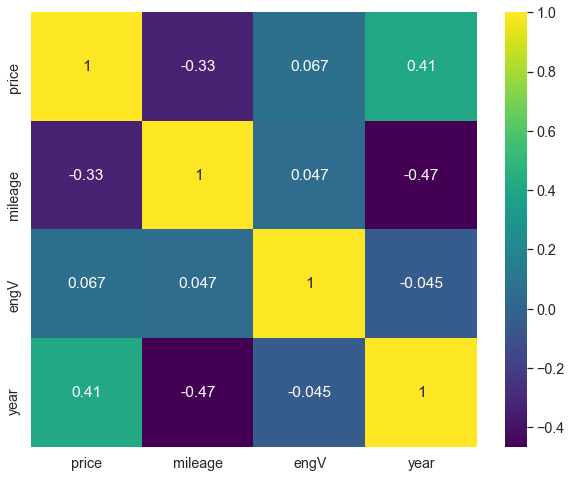 price 1 -0.33 0.067 0.41
mileage -0.33 1 0.047 -0.47
engV 0.067 0.047 1 -0.045
year 0.41 -0.47 -0.045 1
price mileage engV year
1.0
0.8
0.6
0.4
0.2
0.0
−0.2
−0.4